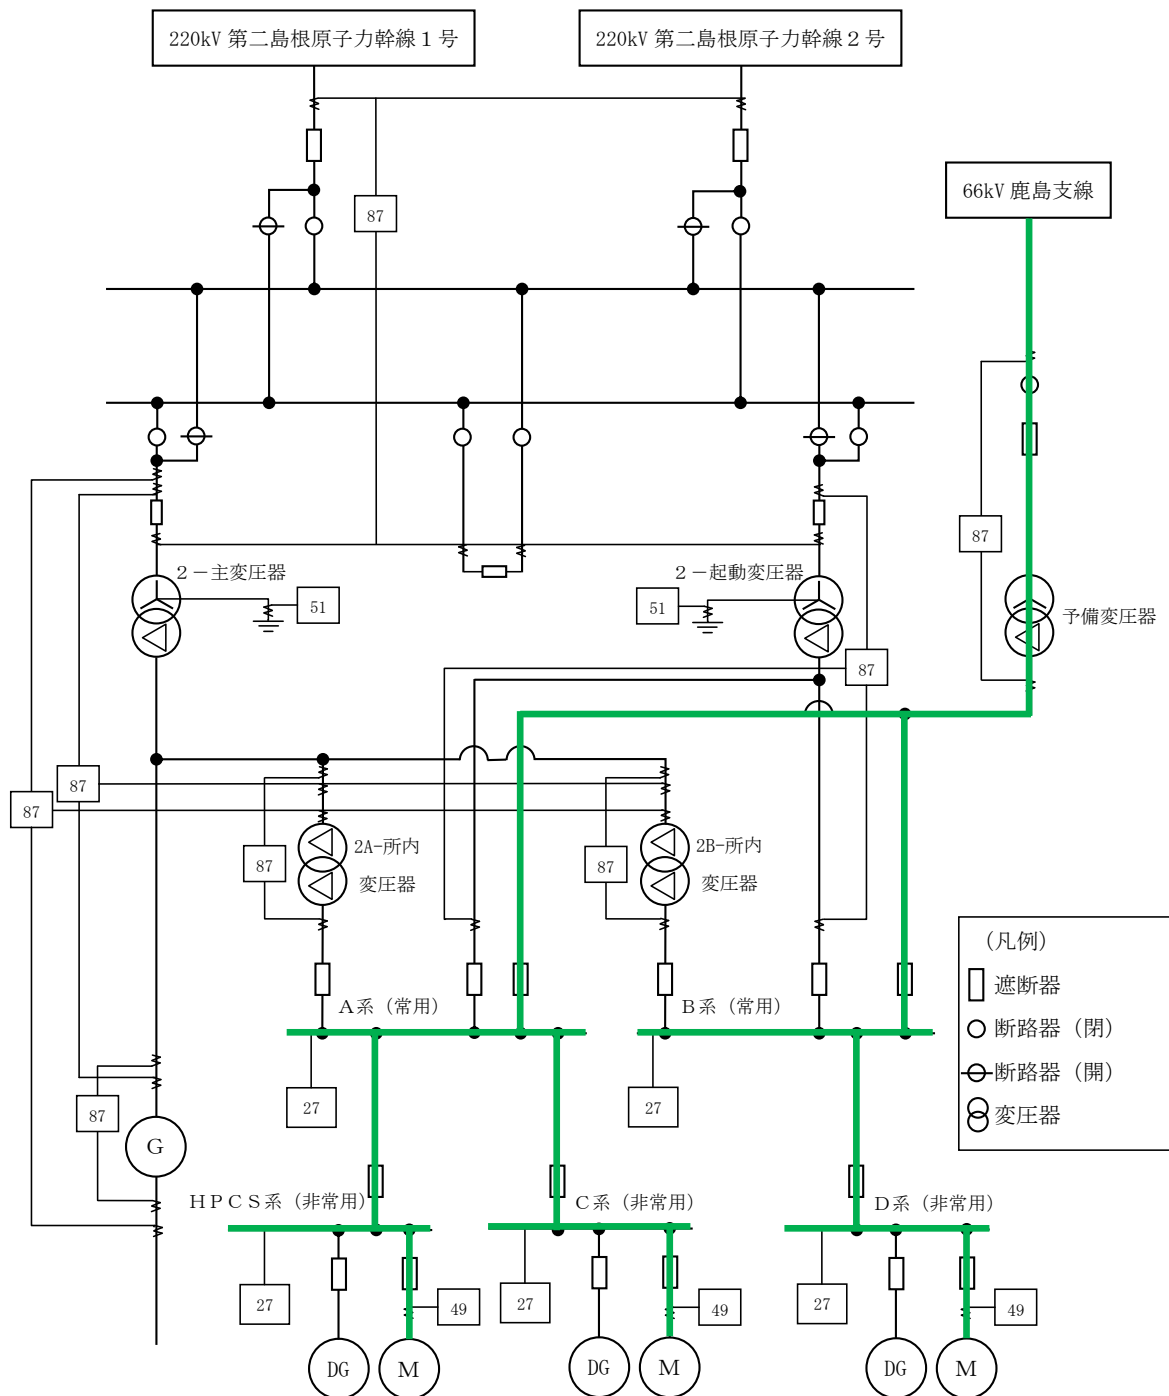 220kV 第二島根原子力幹線１号
220kV 第二島根原子力幹線２号
66kV 鹿島支線
87
87
２－主変圧器
51
２－起動変圧器
51
予備変圧器
87
87
87
2A-所内
変圧器
87
2B-所内
変圧器
87
（凡例）
遮断器
断路器（閉）
断路器（開）
変圧器
Ａ系（常用）
Ｂ系（常用）
27
27
87
G
ＨＰＣＳ系（非常用）
Ｃ系（非常用）
Ｄ系（非常用）
27
49
27
49
27
49
DG
M
DG
M
DG
M